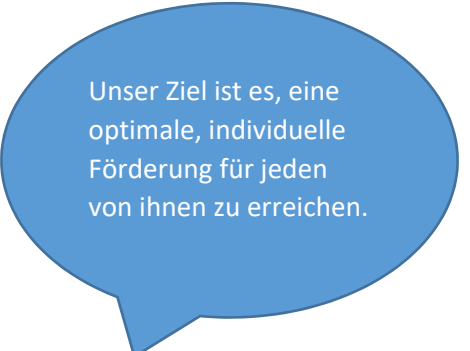 Unser Ziel ist es, eine
optimale, individuelle
Förderung für jeden
von ihnen zu erreichen.